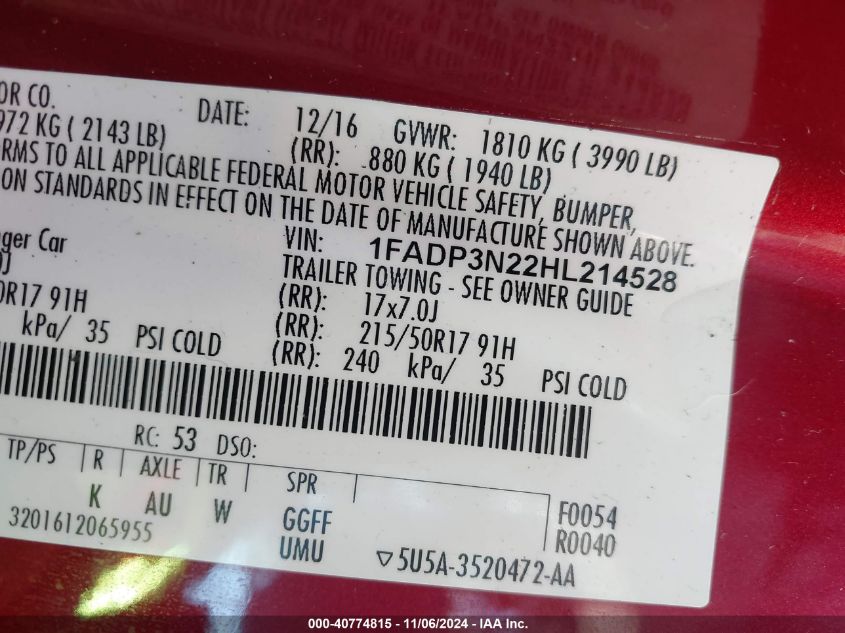 OR CO.
DATE: 12/16 GVWR: 1810 KG ( 3990 LB)
972 KG ( 2143 LB) (RR): 880 KG ( 1940 LB)
RMS TO ALL APPLICABLE FEDERAL MOTOR VEHICLE SAFETY, BUMPER,
ON STANDARDS IN EFFECT ON THE DATE OF MANUFACTURE SHOWN ABOVE.
VIN: 1FADP3N22HL214528
nger Car TRAILER TOWING - SEE OWNER GUIDE
0J (RR): 17x7.0J
0R17 91H (RR): 215/50R17 91H
kPa/ 35 PSI COLD (RR): 240 kPa/ 35 PSI COLD
RC: 53 DSO:
TP/PS R AXLE TR SPR
K AU W GGFF F0054
3201612065955 UMU R0040
▽5U5A-3520472-AA
000-40774815 - 11/06/2024 - IAA Inc.